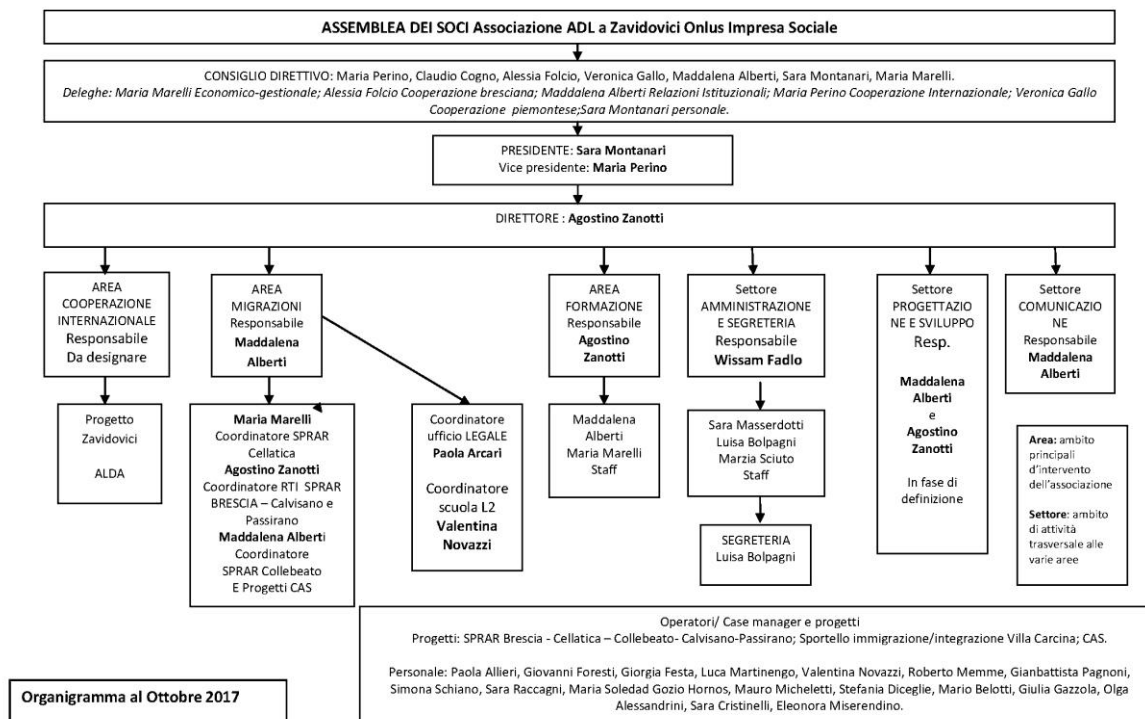 ASSEMBLEA DEI SOCI Associazione ADL a Zavidovici Onlus Impresa Sociale
CONSIGLIO DIRETTIVO: Maria Perino, Claudio Cogno, Alessia Folcio, Veronica Gallo, Maddalena Alberti, Sara Montanari, Maria Marelli.
Deleghe: Maria Marelli Economico-gestionale; Alessia Folcio Cooperazione bresciana; Maddalena Alberti Relazioni Istituzionali; Maria Perino Cooperazione Internazionale; Veronica Gallo
Cooperazione piemontese;Sara Montanari personale.
PRESIDENTE: Sara Montanari
Vice presidente: Maria Perino
DIRETTORE : Agostino Zanotti
AREA
COOPERAZIONE
INTERNAZIONALE
Responsabile
Da designare
AREA
MIGRAZIONI
Responsabile
Maddalena
Alberti
AREA
FORMAZIONE
Responsabile
Agostino
Zanotti
Settore
AMMINISTRAZIONE
E SEGRETERIA
Responsabile
Wissam Fadlo
Settore
PROGETTAZIO
NE E SVILUPPO
Resp.
Maddalena
Alberti
e
Agostino
Zanotti
In fase di
definizione
Settore
COMUNICAZIO
NE
Responsabile
Maddalena
Alberti
Progetto
Zavidovici
ALDA
Maria Marelli
Coordinatore SPRAR
Cellatica
Agostino Zanotti
Coordinatore RTI SPRAR
BRESCIA – Calvisano e
Passirano
Maddalena Alberti
Coordinatore
SPRAR Collebeato
E Progetti CAS
Coordinatore
ufficio LEGALE
Paola Arcari
Coordinatore
scuola L2
Valentina
Novazzi
Maddalena
Alberti
Maria Marelli
Staff
Sara Masserdotti
Luisa Bolpagni
Marzia Sciuto
Staff
SEGRETERIA
Luisa Bolpagni
Area: ambito
principali
d'intervento
dell'associazione
Settore: ambito
di attività
trasversale alle
varie aree
Operatori/ Case manager e progetti
Progetti: SPRAR Brescia - Cellatica – Collebeato- Calvisano-Passirano; Sportello immigrazione/integrazione Villa Carcina; CAS.
Personale: Paola Allieri, Giovanni Foresti, Giorgia Festa, Luca Martinengo, Valentina Novazzi, Roberto Memme, Gianbattista Pagnoni,
Simona Schiano, Sara Raccagni, Maria Soledad Gozio Hornos, Mauro Micheletti, Stefania Diceglie, Mario Belotti, Giulia Gazzola, Olga
Alessandrini, Sara Cristinelli, Eleonora Miserendino.
Organigramma al Ottobre 2017